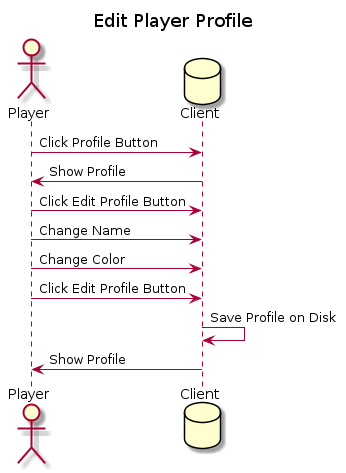 Edit Player Profile
Player
Client
Click Profile Button
Show Profile
Click Edit Profile Button
Change Name
Change Color
Click Edit Profile Button
Save Profile on Disk
Show Profile
Player
Client